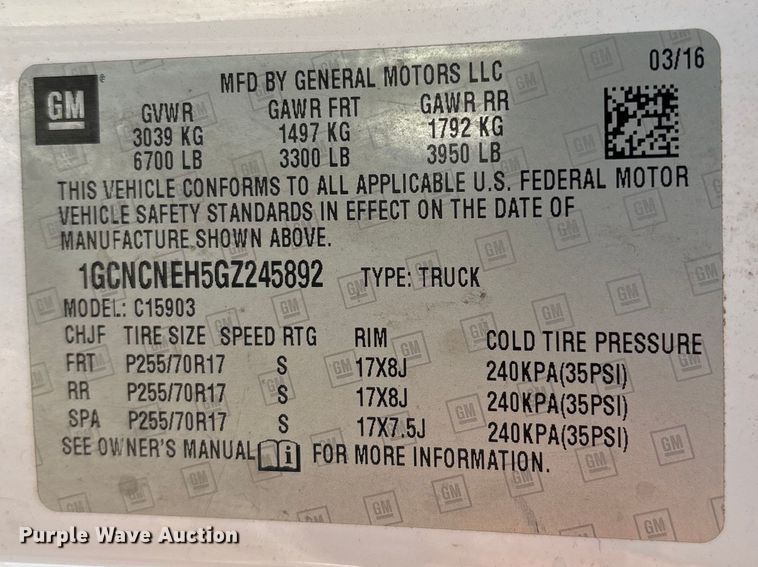 GM
®
MFD BY GENERAL MOTORS LLC
03/16
GVWR GAWR FRT GAWR RR
3039 KG 1497 KG 1792 KG
6700 LB 3300 LB 3950 LB
THIS VEHICLE CONFORMS TO ALL APPLICABLE U.S. FEDERAL MOTOR
VEHICLE SAFETY STANDARDS IN EFFECT ON THE DATE OF
MANUFACTURE SHOWN ABOVE.
1GCNCNEH5GZ245892 TYPE: TRUCK
MODEL: C15903
CHJF TIRE SIZE SPEED RTG RIM COLD TIRE PRESSURE
FRT P255/70R17 S 17X8J 240KPA(35PSI)
RR P255/70R17 S 17X8J 240KPA(35PSI)
SPA P255/70R17 S 17X7.5J 240KPA(35PSI)
SEE OWNER'S MANUAL i FOR MORE INFORMATION.
Purple Wave Auction